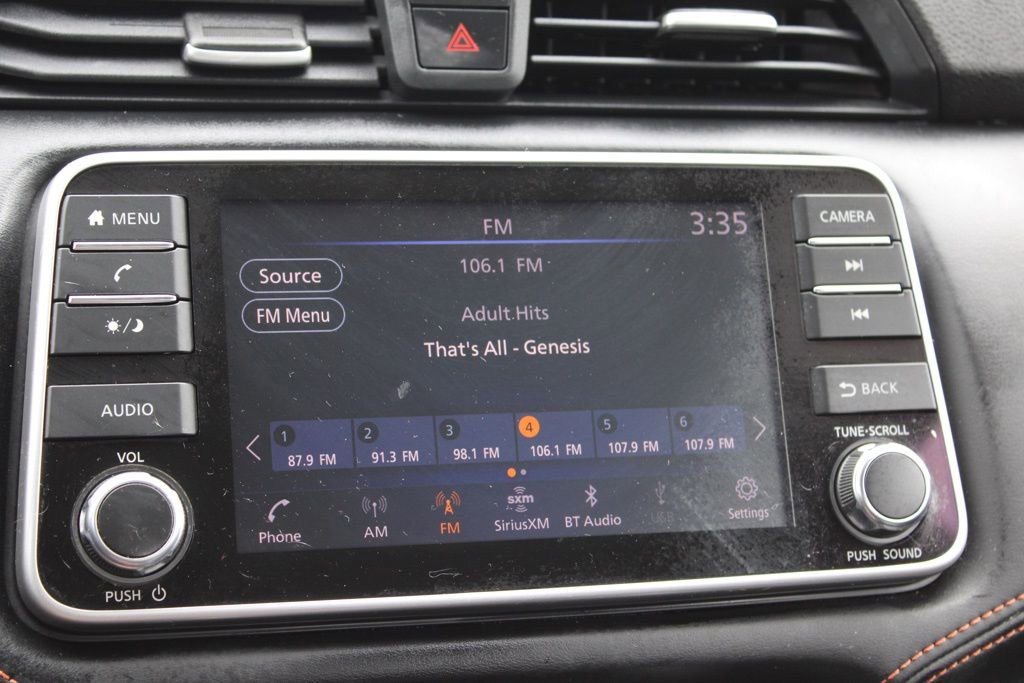 MENU
AUDIO
VOL
PUSH
FM
3:35
Source
106.1 FM
FM Menu
Adult Hits
That's All - Genesis
1 87.9 FM
2 91.3 FM
3 98.1 FM
4 106.1 FM
5 107.9 FM
6 107.9 FM
Phone
AM
FM
sxm
SiriusXM
BT Audio
USB
Settings
CAMERA
BACK
TUNE·SCROLL
PUSH SOUND